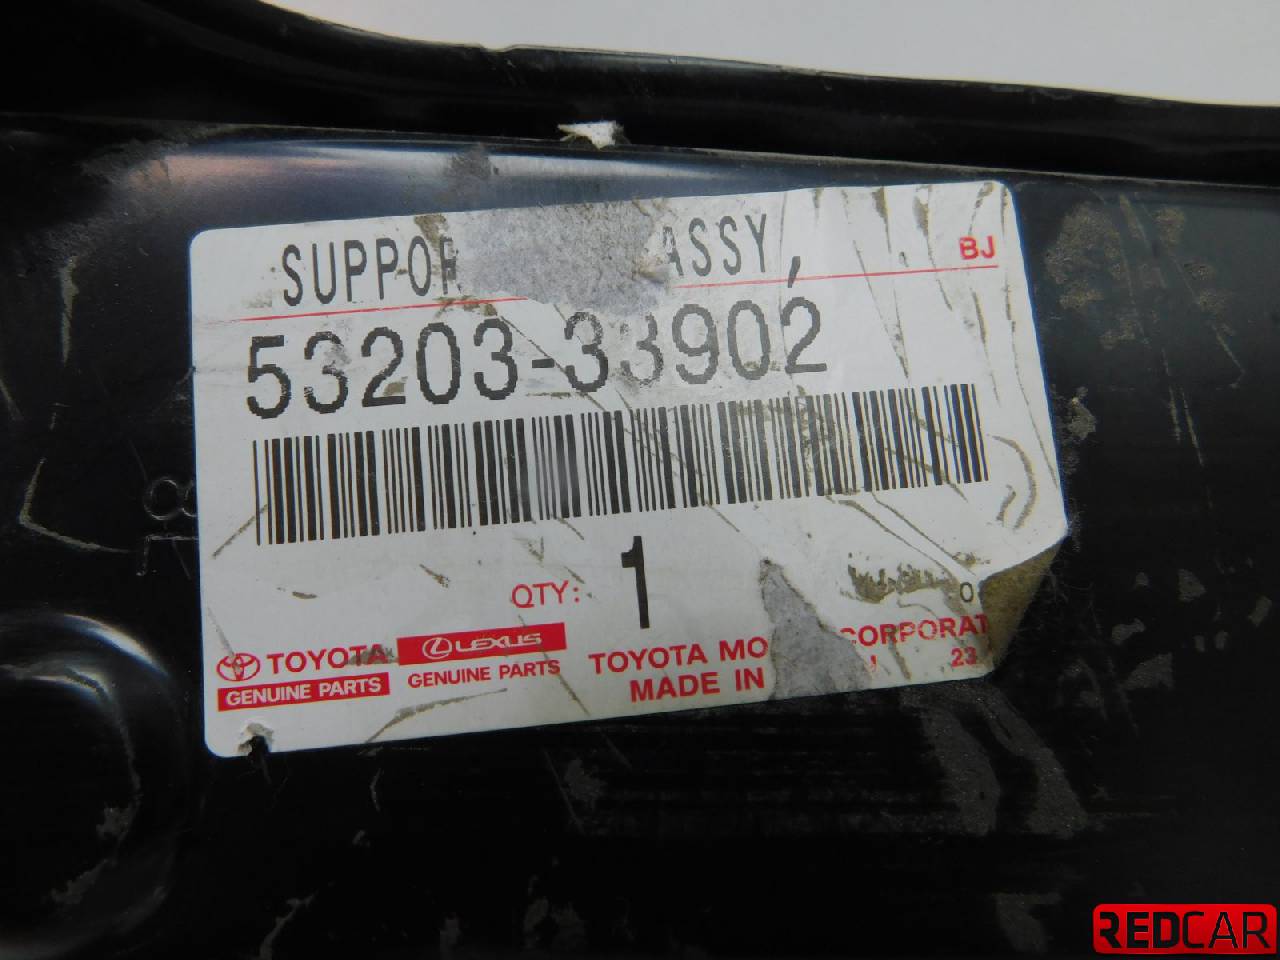 SUPPOR ASSY,
BJ
53203-33902
QTY: 1
TOYOTA
GENUINE PARTS
LEXUS
GENUINE PARTS
TOYOTA MO CORPORAT
MADE IN 23
REDCAR